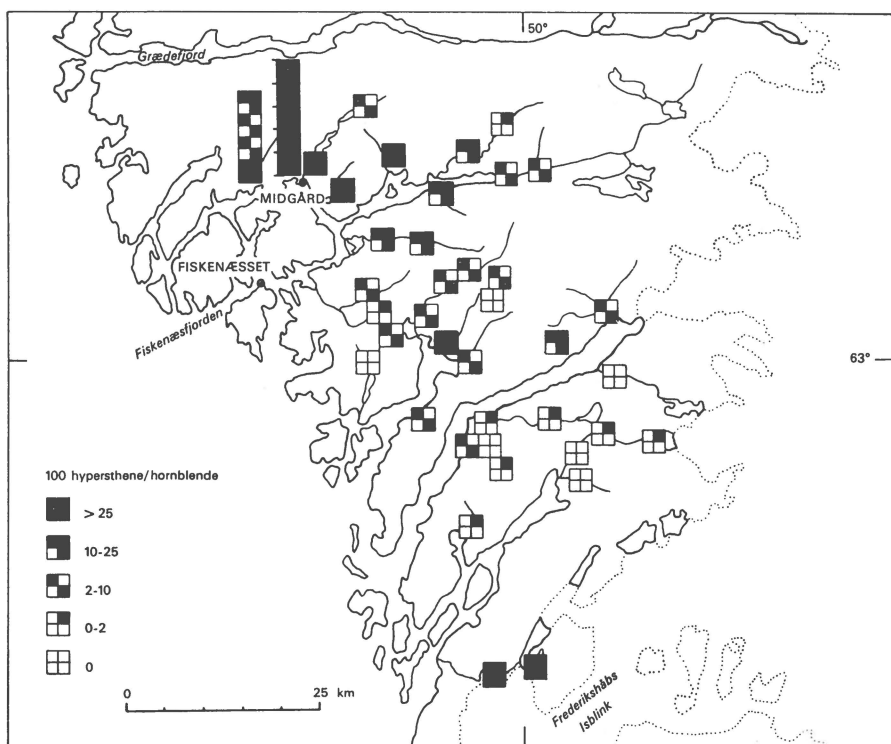 50°
Grædefjord
MIDGÅRD
FISKENÆSSET
Fiskenæsfjorden
63°
100 hypersthene/hornblende
> 25
10-25
2-10
0-2
0
0 25
km
Frederikshåbs
Isblink